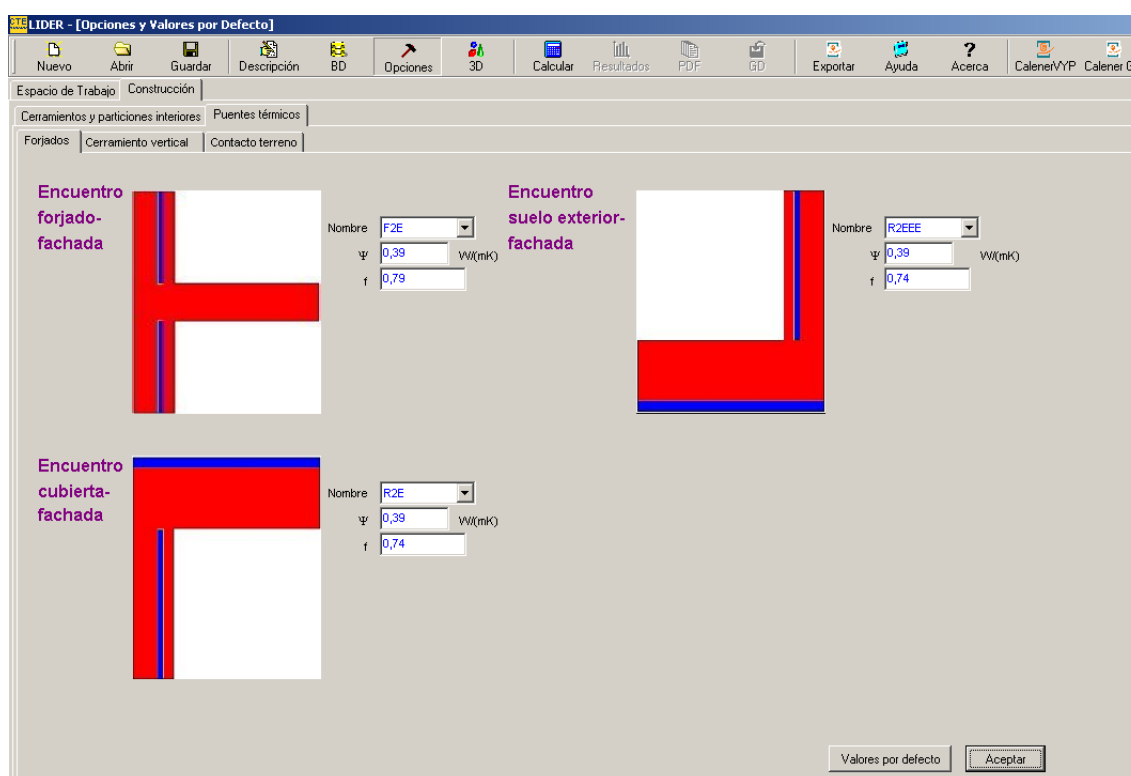 CTE LIDER - [Opciones y Valores por Defecto]
Nuevo Abrir Guardar Descripción BD Opciones 3D Calcular Resultados PDF GD Exportar Ayuda Acerca CalenerVYP Calener G
Espacio de Trabajo Construcción
Cerramientos y particiones interiores Puentes térmicos
Forjados Cerramiento vertical Contacto terreno
Encuentro
forjado-
fachada
Nombre F2E
Ψ 0,39 W/(mK)
f 0,79
Encuentro
suelo exterior-
fachada
Nombre R2EEE
Ψ 0,39 W/(mK)
f 0,74
Encuentro
cubierta-
fachada
Nombre R2E
Ψ 0,39 W/(mK)
f 0,74
Valores por defecto Aceptar